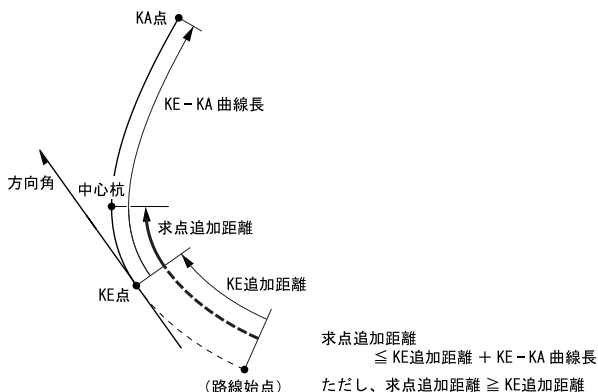 KA点
KE−KA 曲線長
方向角
中心杭
求点追加距離
KE追加距離
KE点
(路線始点)
求点追加距離
≦ KE追加距離 + KE−KA 曲線長
ただし、求点追加距離 ≧ KE追加距離